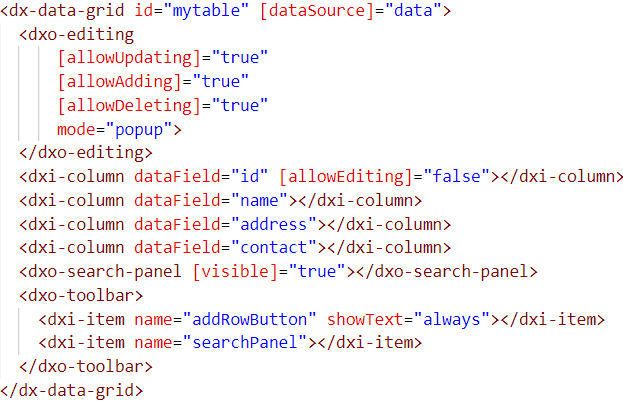 <dx-data-grid id="mytable" [dataSource]="data">
  <dxo-editing
      [allowUpdating]="true"
      [allowAdding]="true"
      [allowDeleting]="true"
      mode="popup">
  </dxo-editing>
  <dxi-column dataField="id" [allowEditing]="false"></dxi-column>
  <dxi-column dataField="name"></dxi-column>
  <dxi-column dataField="address"></dxi-column>
  <dxi-column dataField="contact"></dxi-column>
  <dxo-search-panel [visible]="true"></dxo-search-panel>
  <dxo-toolbar>
    <dxi-item name="addRowButton" showText="always"></dxi-item>
    <dxi-item name="searchPanel"></dxi-item>
  </dxo-toolbar>
</dx-data-grid>